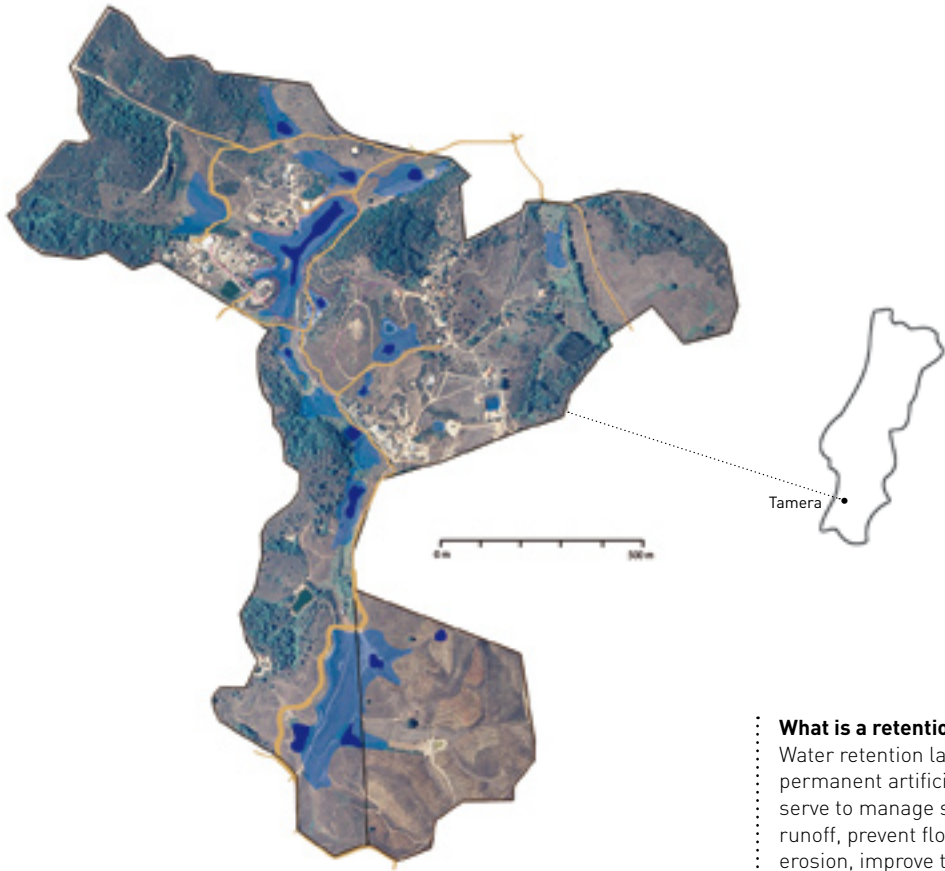 Tamera
0 m
500 m
What is a retentio
Water retention la
permanent artifici
serve to manage s
runoff, prevent flo
erosion, improve t